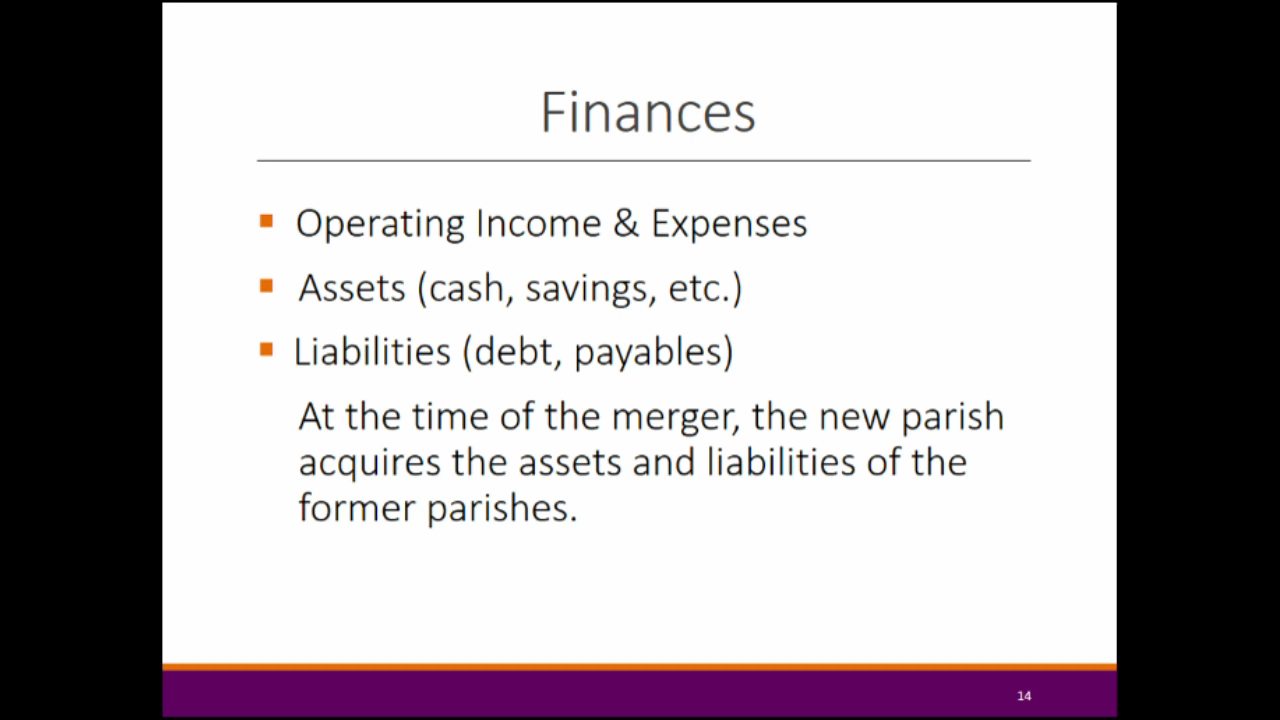 Finances
Operating Income & Expenses
Assets (cash, savings, etc.)
Liabilities (debt, payables)
At the time of the merger, the new parish
acquires the assets and liabilities of the
former parishes.
14